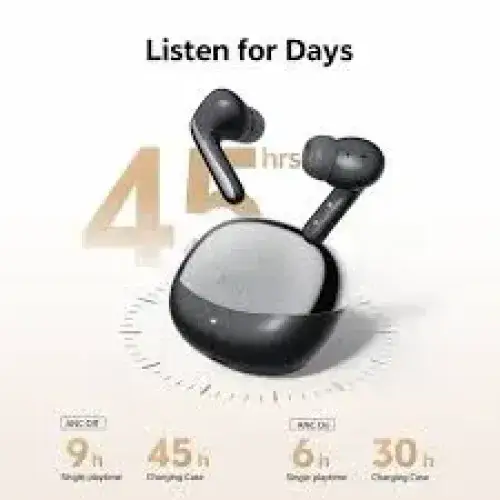 Listen for Days
45 hrs
ANC Off
9h
45h
Single playtime
Charging Case
ANC On
6h
30h
Single playtime
Charging Case